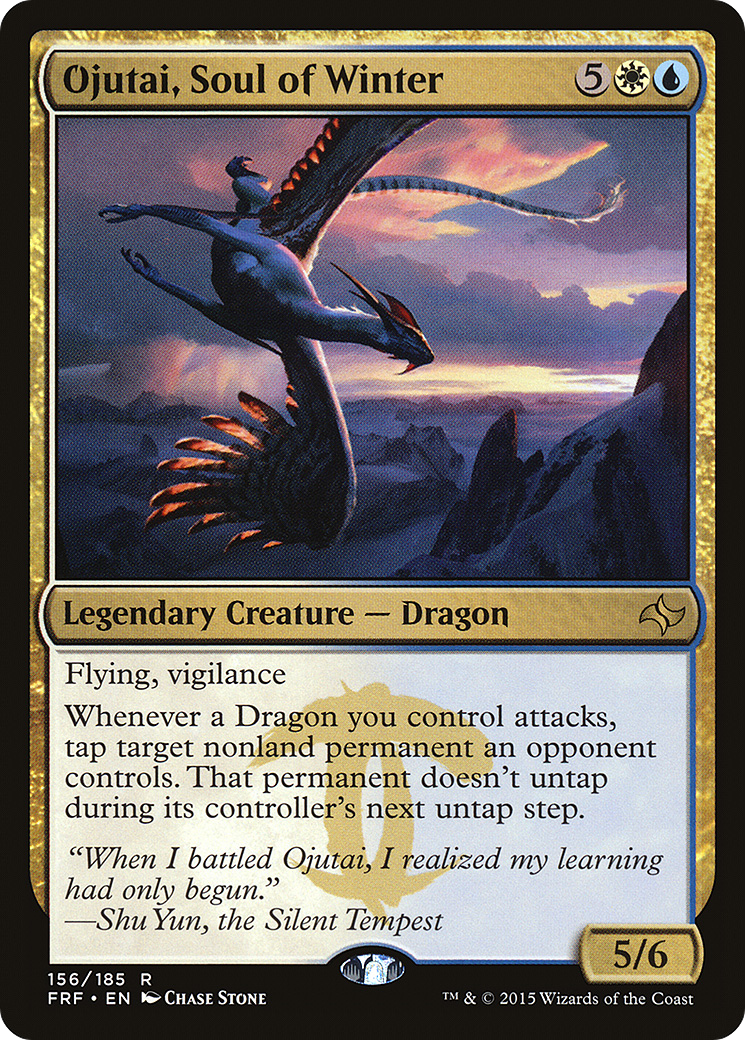 Ojutai, Soul of Winter 5
Legendary Creature — Dragon
Flying, vigilance
Whenever a Dragon you control attacks,
tap target nonland permanent an opponent
controls. That permanent doesn't untap
during its controller's next untap step.
“When I battled Ojutai, I realized my learning
had only begun.”
—Shu Yun, the Silent Tempest
5/6
156/185 R
FRF • EN Chase Stone
™ & © 2015 Wizards of the Coast